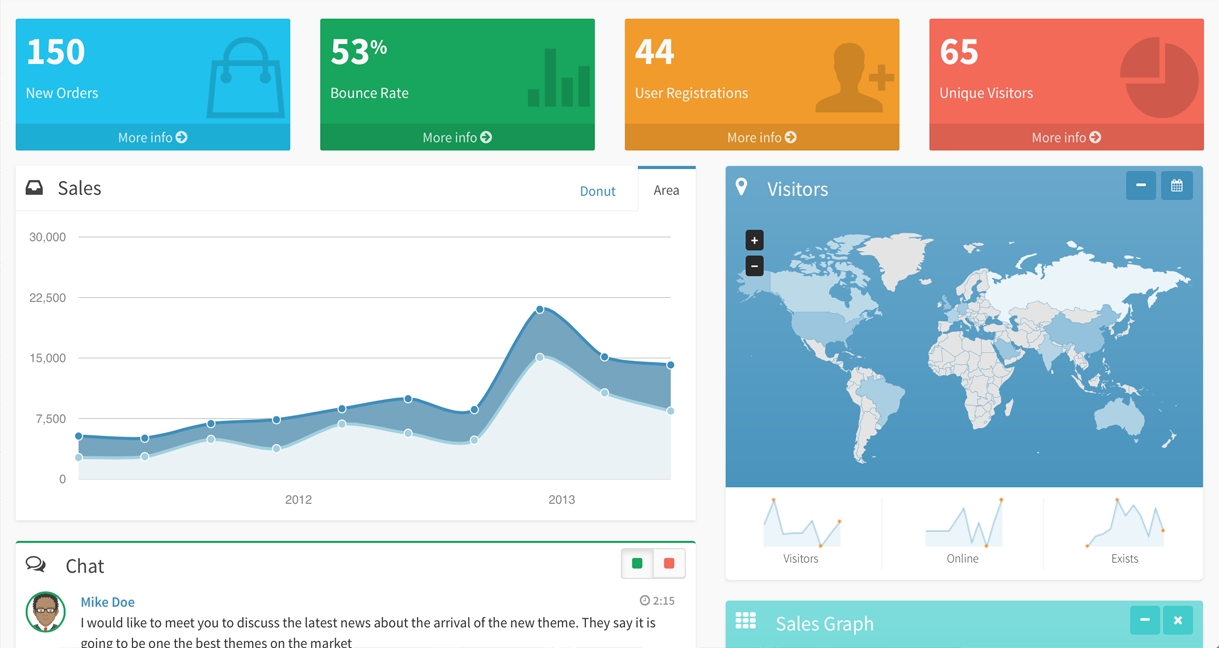 150
New Orders
More info
53%
Bounce Rate
More info
44
User Registrations
More info
65
Unique Visitors
More info
Sales
Donut
Area
30,000
22,500
15,000
7,500
0
2012
2013
Visitors
+
−
Visitors
Online
Exists
Chat
Mike Doe
2:15
I would like to meet you to discuss the latest news about the arrival of the new theme. They say it is
going to be one the best themes on the market
Sales Graph